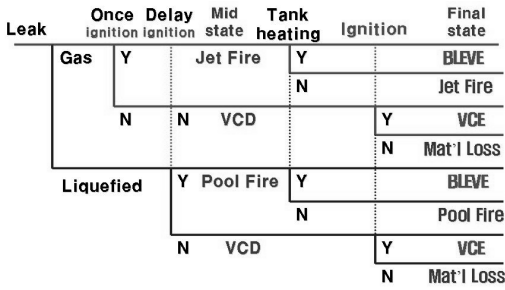 Leak Once ignition Delay ignition Mid state Tank heating Ignition Final state
Gas Y Jet Fire Y BLEVE
N Jet Fire
N N VCD Y VCE
N Mat'l Loss
Liquefied Y Pool Fire Y BLEVE
N Pool Fire
N VCD Y VCE
N Mat'l Loss